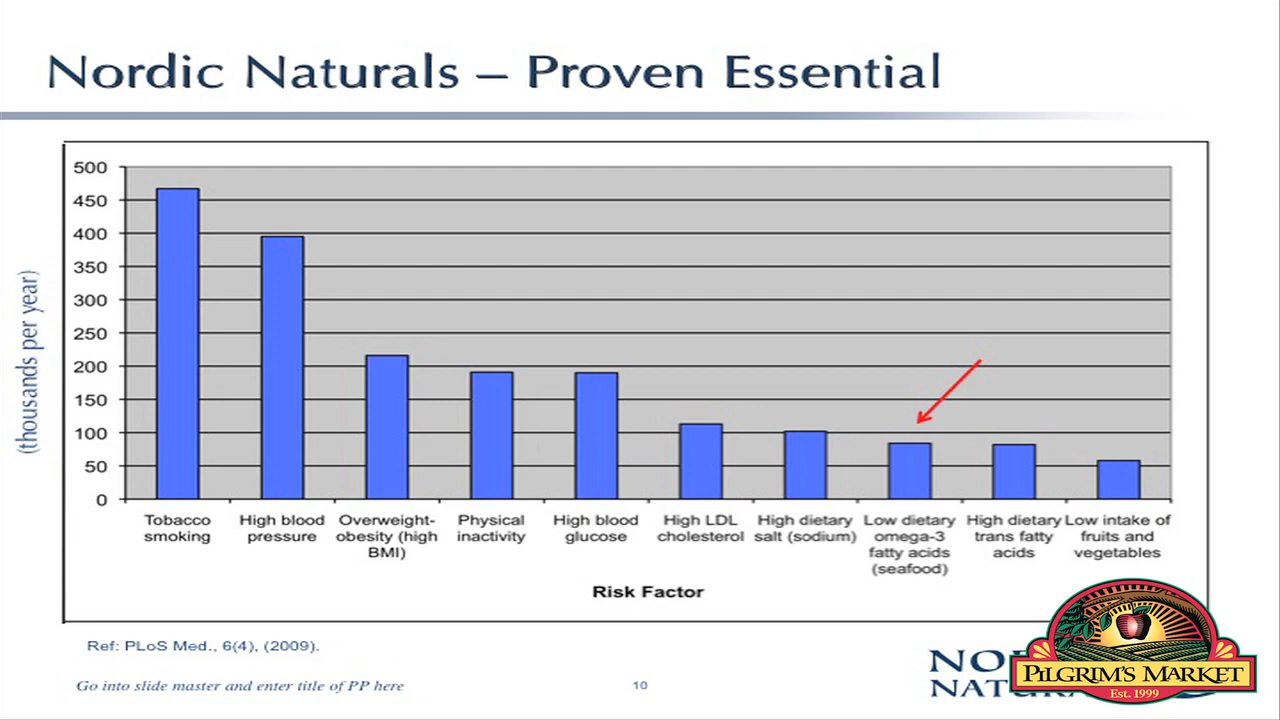 Nordic Naturals – Proven Essential
(thousands per year)
500
450
400
350
300
250
200
150
100
50
0
Tobacco
smoking
High blood
pressure
Overweight-
obesity (high
BMI)
Physical
inactivity
High blood
glucose
High LDL
cholesterol
High dietary
salt (sodium)
Low dietary
omega-3
fatty acids
(seafood)
High dietary
trans fatty
acids
Low intake of
fruits and
vegetables
Risk Factor
Ref: PLoS Med., 6(4), (2009).
Go into slide master and enter title of PP here
10
PILGRIM'S MARKET
Est. 1999